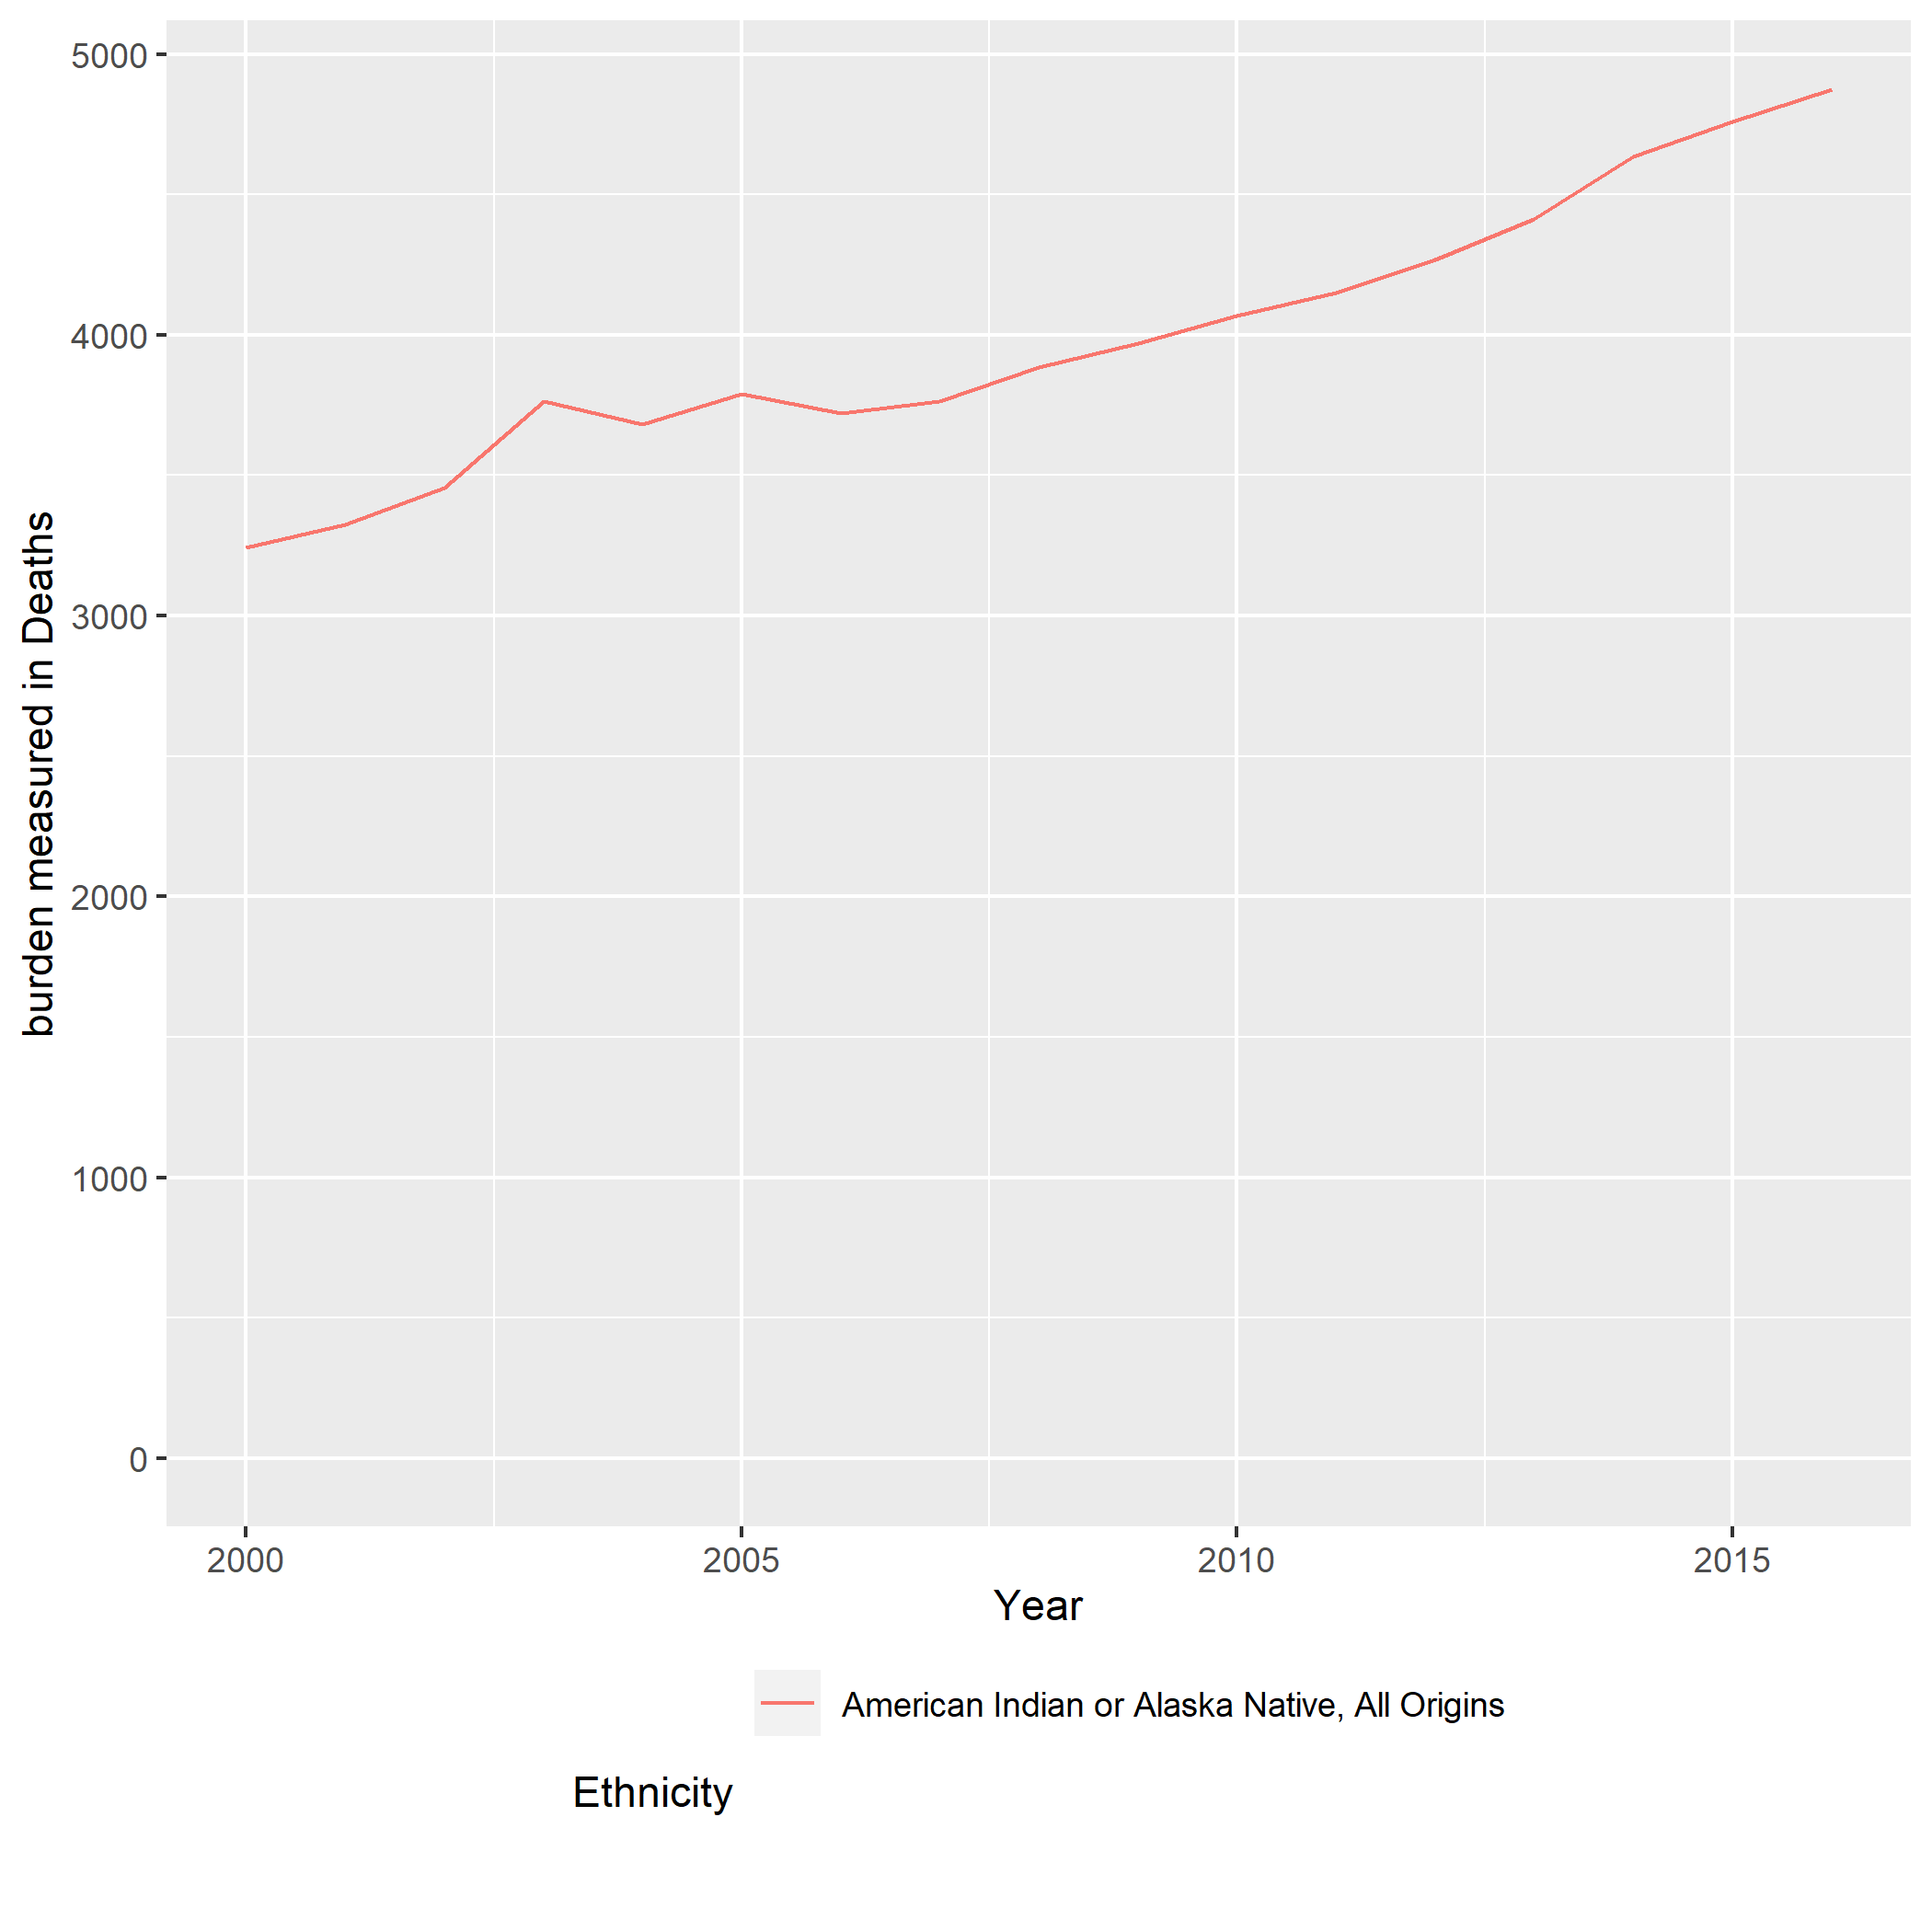 5000
4000
3000
2000
1000
0
burden measured in Deaths
2000 2005 2010 2015
Year
American Indian or Alaska Native, All Origins
Ethnicity